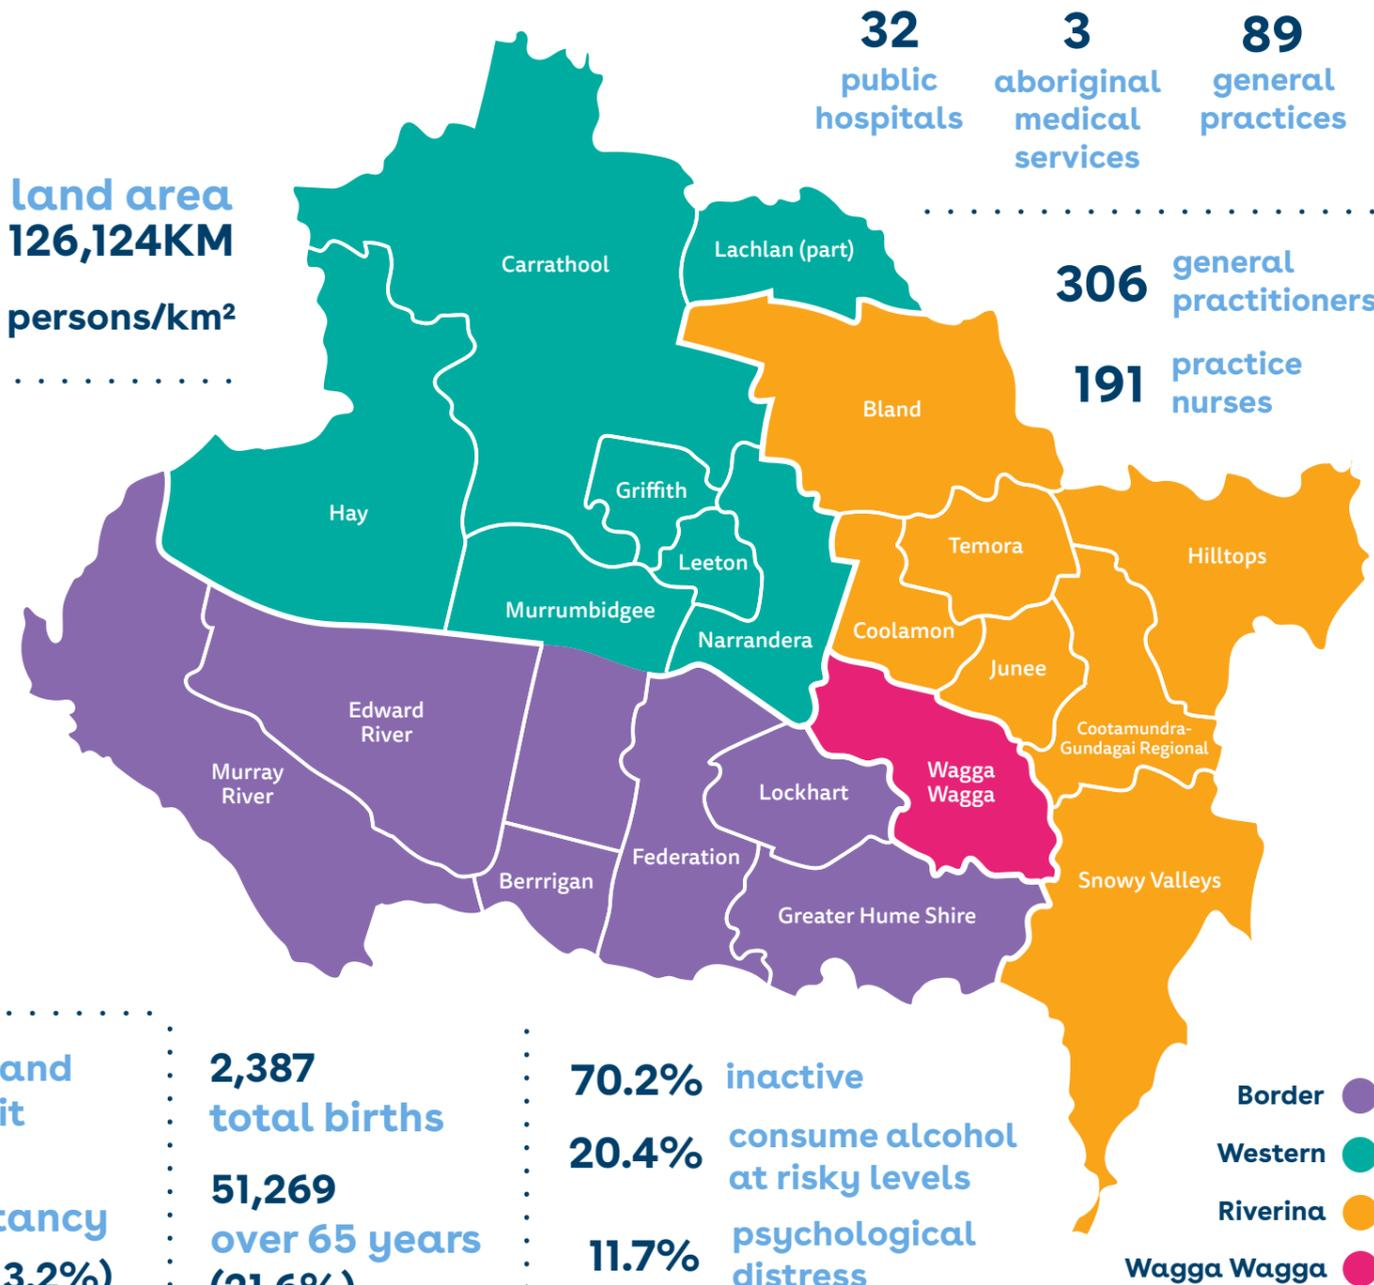 32
public
hospitals
3
aboriginal
medical
services
89
general
practices
land area
126,124KM
persons/km²
306
general
practitioners
191
practice
nurses
Carrathool
Lachlan (part)
Bland
Griffith
Hay
Leeton
Temora
Hilltops
Murrumbidgee
Narrandera
Coolamon
Junee
Edward
River
Cootamundra-
Gundagai Regional
Murray
River
Lockhart
Wagga
Wagga
Federation
Berrrigan
Snowy Valleys
Greater Hume Shire
and
it
tancy
3.2%)
2,387
total births
51,269
over 65 years
(21.6%)
70.2% inactive
20.4% consume alcohol
at risky levels
11.7% psychological
distress
Border
Western
Riverina
Wagga Wagga